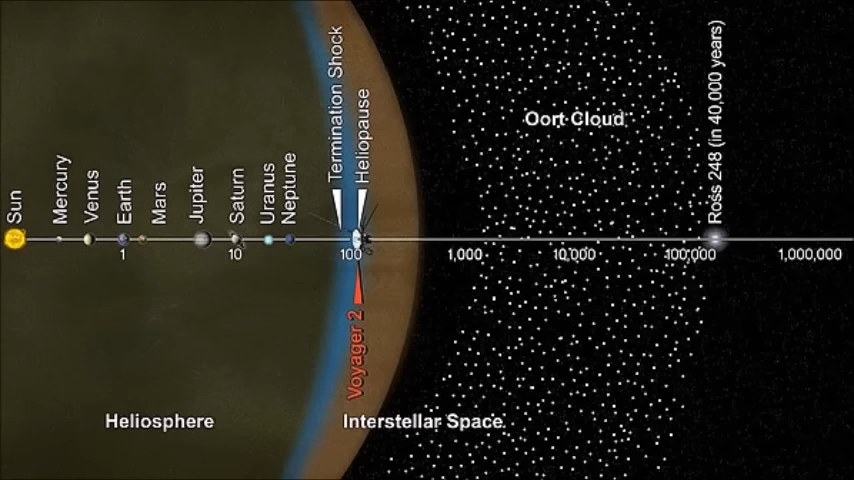 Sun
Mercury
Venus
Earth
Mars
Jupiter
Saturn
Uranus
Neptune
Termination Shock
Heliopause
Oort Cloud
Ross 248 (in 40,000 years)
1
10
100
1,000
10,000
100,000
1,000,000
Voyager 2
Heliosphere
Interstellar Space